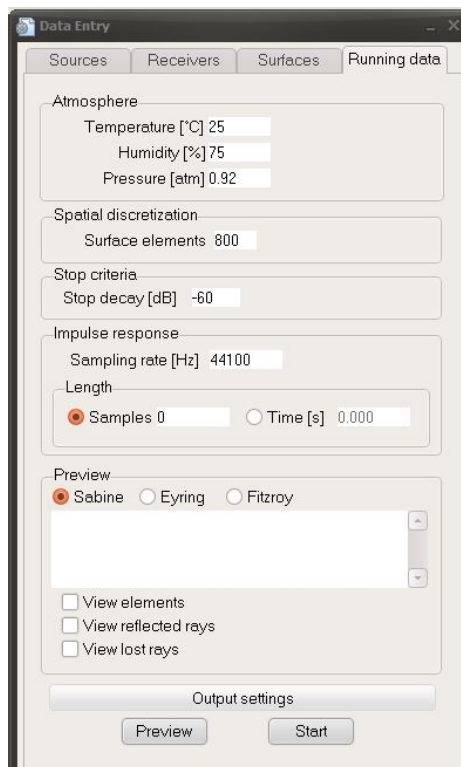 Data Entry
Sources Receivers Surfaces Running data
Atmosphere
Temperature [°C] 25
Humidity [%] 75
Pressure [atm] 0.92
Spatial discretization
Surface elements 800
Stop criteria
Stop decay [dB] -60
Impulse response
Sampling rate [Hz] 44100
Length
Samples 0 Time [s] 0.000
Preview
Sabine Eyring Fitzroy
View elements
View reflected rays
View lost rays
Output settings
Preview Start